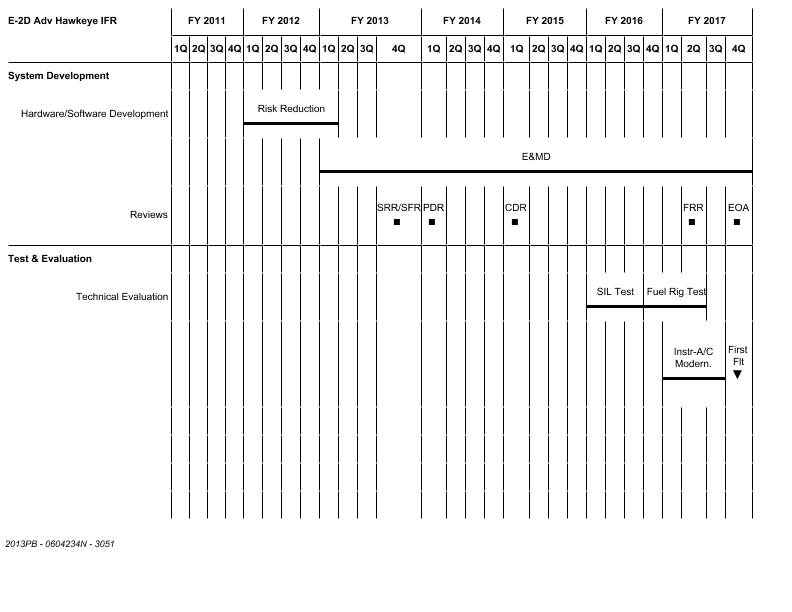 E-2D Adv Hawkeye IFR FY 2011 FY 2012 FY 2013 FY 2014 FY 2015 FY 2016 FY 2017
1Q 2Q 3Q 4Q 1Q 2Q 3Q 4Q 1Q 2Q 3Q 4Q 1Q 2Q 3Q 4Q 1Q 2Q 3Q 4Q 1Q 2Q 3Q 4Q 1Q 2Q 3Q 4Q
System Development
Hardware/Software Development Risk Reduction
E&MD
Reviews SRR/SFR PDR CDR FRR EOA
Test & Evaluation
Technical Evaluation SIL Test Fuel Rig Test
Instr-A/C First
Modern. Flt
2013PB - 0604234N - 3051